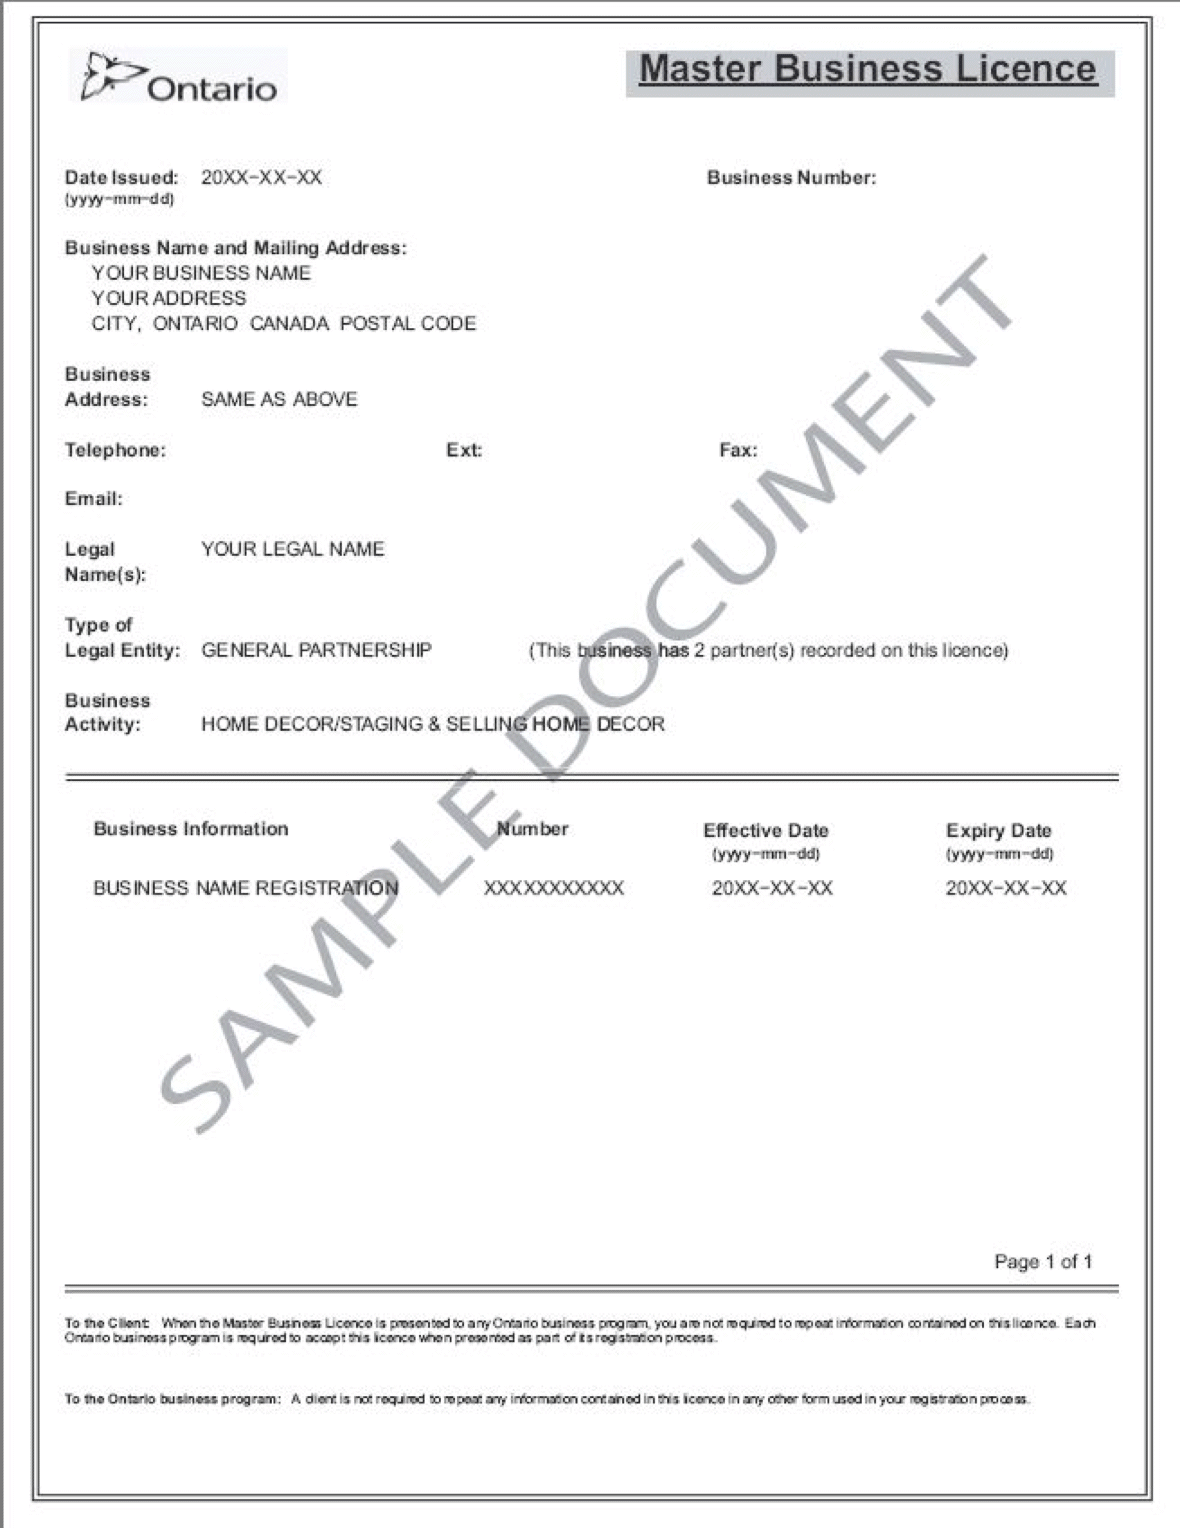 Ontario
Master Business Licence
Date Issued: 20XX-XX-XX Business Number:
(yyyy-mm-dd)
Business Name and Mailing Address:
YOUR BUSINESS NAME
YOUR ADDRESS
CITY, ONTARIO CANADA POSTAL CODE
Business
Address: SAME AS ABOVE
Telephone: Ext: Fax:
Email:
Legal YOUR LEGAL NAME
Name(s):
Type of
Legal Entity: GENERAL PARTNERSHIP (This business has 2 partner(s) recorded on this licence)
Business
Activity: HOME DECOR/STAGING & SELLING HOME DECOR
Business Information Number Effective Date Expiry Date
(yyyy-mm-dd) (yyyy-mm-dd)
BUSINESS NAME REGISTRATION XXXXXXXXXXX 20XX-XX-XX 20XX-XX-XX
SAMPLE DOCUMENT
Page 1 of 1
To the Client: When the Master Business Licence is presented to any Ontario business program, you are not required to repeat information contained on this licence. Each
Ontario business program is required to accept this licence when presented as part of its registration process.
To the Ontario business program: A client is not required to repeat any information contained in this licence in any other form used in your registration process.